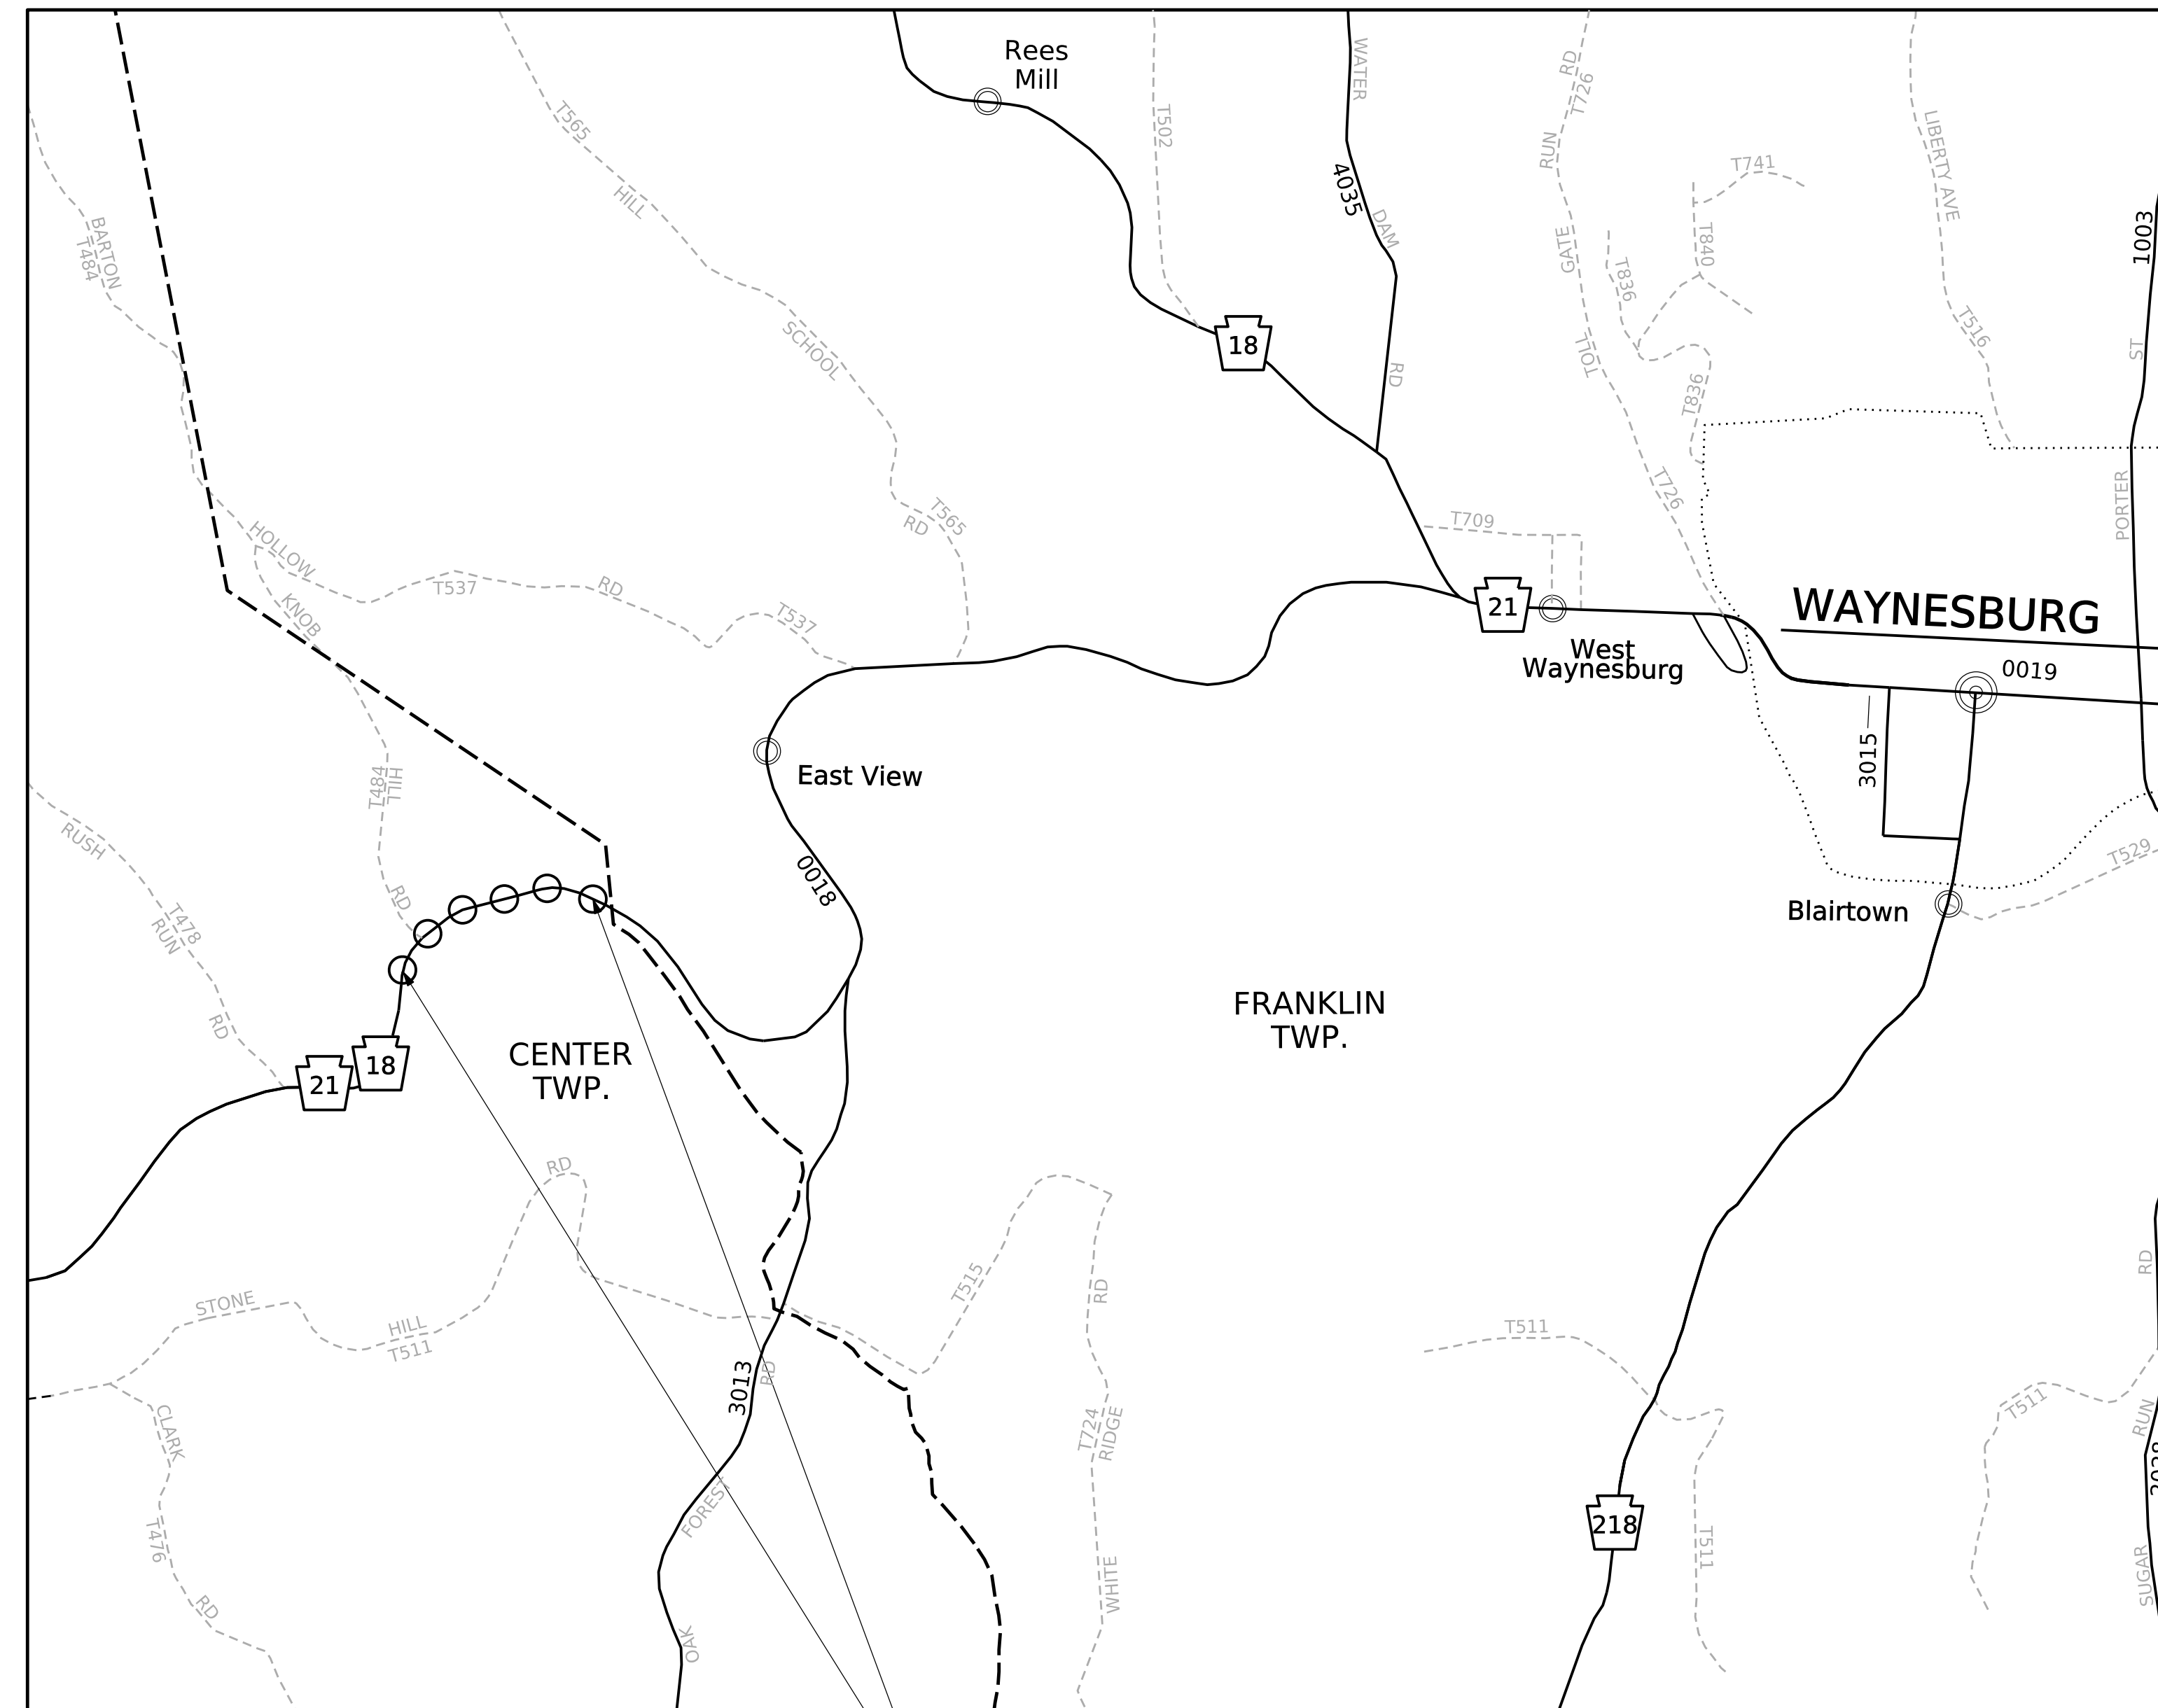 Rees
Mill
WATER
RD
T726
T565
T502
RUN
LIBERTY AVE
T741
HILL
4035
DAM
BARTON
T484
GATE
T836
T840
1003
SCHOOL
18
RD
TOLL
T516
ST
T836
T565
RD
T709
T726
PORTER
HOLLOW
T537
RD
KNOB
T537
21
West
Waynesburg
WAYNESBURG
0019
3015
East View
T484
HILL
RUSH
0018
RD
T529
Blairtown
T478
RUN
RD
FRANKLIN
TWP.
CENTER
TWP.
18
21
RD
STONE
HILL
T511
T515
RD
RD
T511
3013
RD
T724
RIDGE
T511
RUN
CLARK
T476
FOREST
WHITE
218
T511
2028
SUGAR
RD
OAK